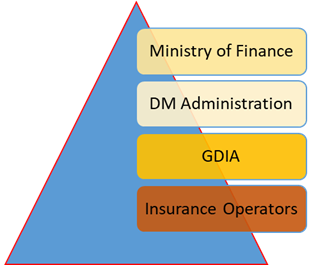 Ministry of Finance
DM Administration
GDIA
Insurance Operators